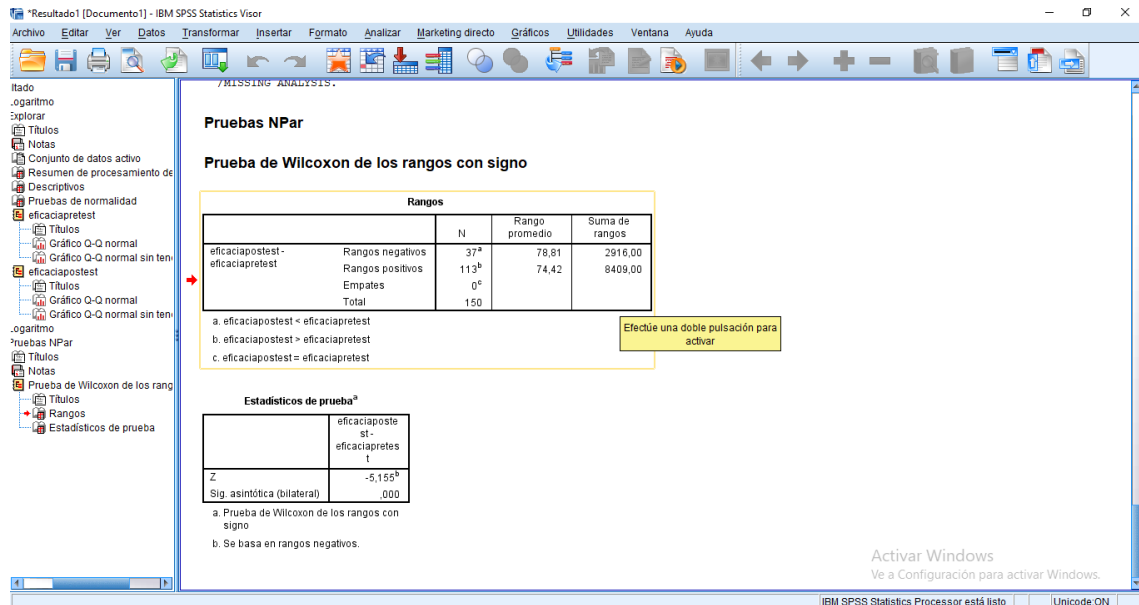 *Resultado1 [Documento1] - IBM SPSS Statistics Visor
Archivo Editar Ver Datos Transformar Insertar Formato Analizar Marketing directo Gráficos Utilidades Ventana Ayuda
ltado
.ogaritmo
Explorar
Títulos
Notas
Conjunto de datos activo
Resumen de procesamiento de
Descriptivos
Pruebas de normalidad
eficaciapretest
Títulos
Gráfico Q-Q normal
Gráfico Q-Q normal sin ten
eficaciapostest
Títulos
Gráfico Q-Q normal
Gráfico Q-Q normal sin ten
.ogaritmo
Pruebas NPar
Títulos
Notas
Prueba de Wilcoxon de los rang
Títulos
Rangos
Estadísticos de prueba
/MISSING ANALYSIS.
Pruebas NPar
Prueba de Wilcoxon de los rangos con signo
Rangos
N Rango promedio Suma de rangos
eficaciapostest - eficaciapretest Rangos negativos 37a 78,81 2916,00
Rangos positivos 113b 74,42 8409,00
Empates 0c
Total 150
a. eficaciapostest < eficaciapretest
b. eficaciapostest > eficaciapretest
c. eficaciapostest = eficaciapretest
Efectúe una doble pulsación para
activar
Estadísticos de pruebaa
eficaciaposte
st -
eficaciapretes
t
Z -5,155b
Sig. asintótica (bilateral) ,000
a. Prueba de Wilcoxon de los rangos con
signo
b. Se basa en rangos negativos.
Activar Windows
Ve a Configuración para activar Windows.
IBM SPSS Statistics Processor está listo Unicode:ON